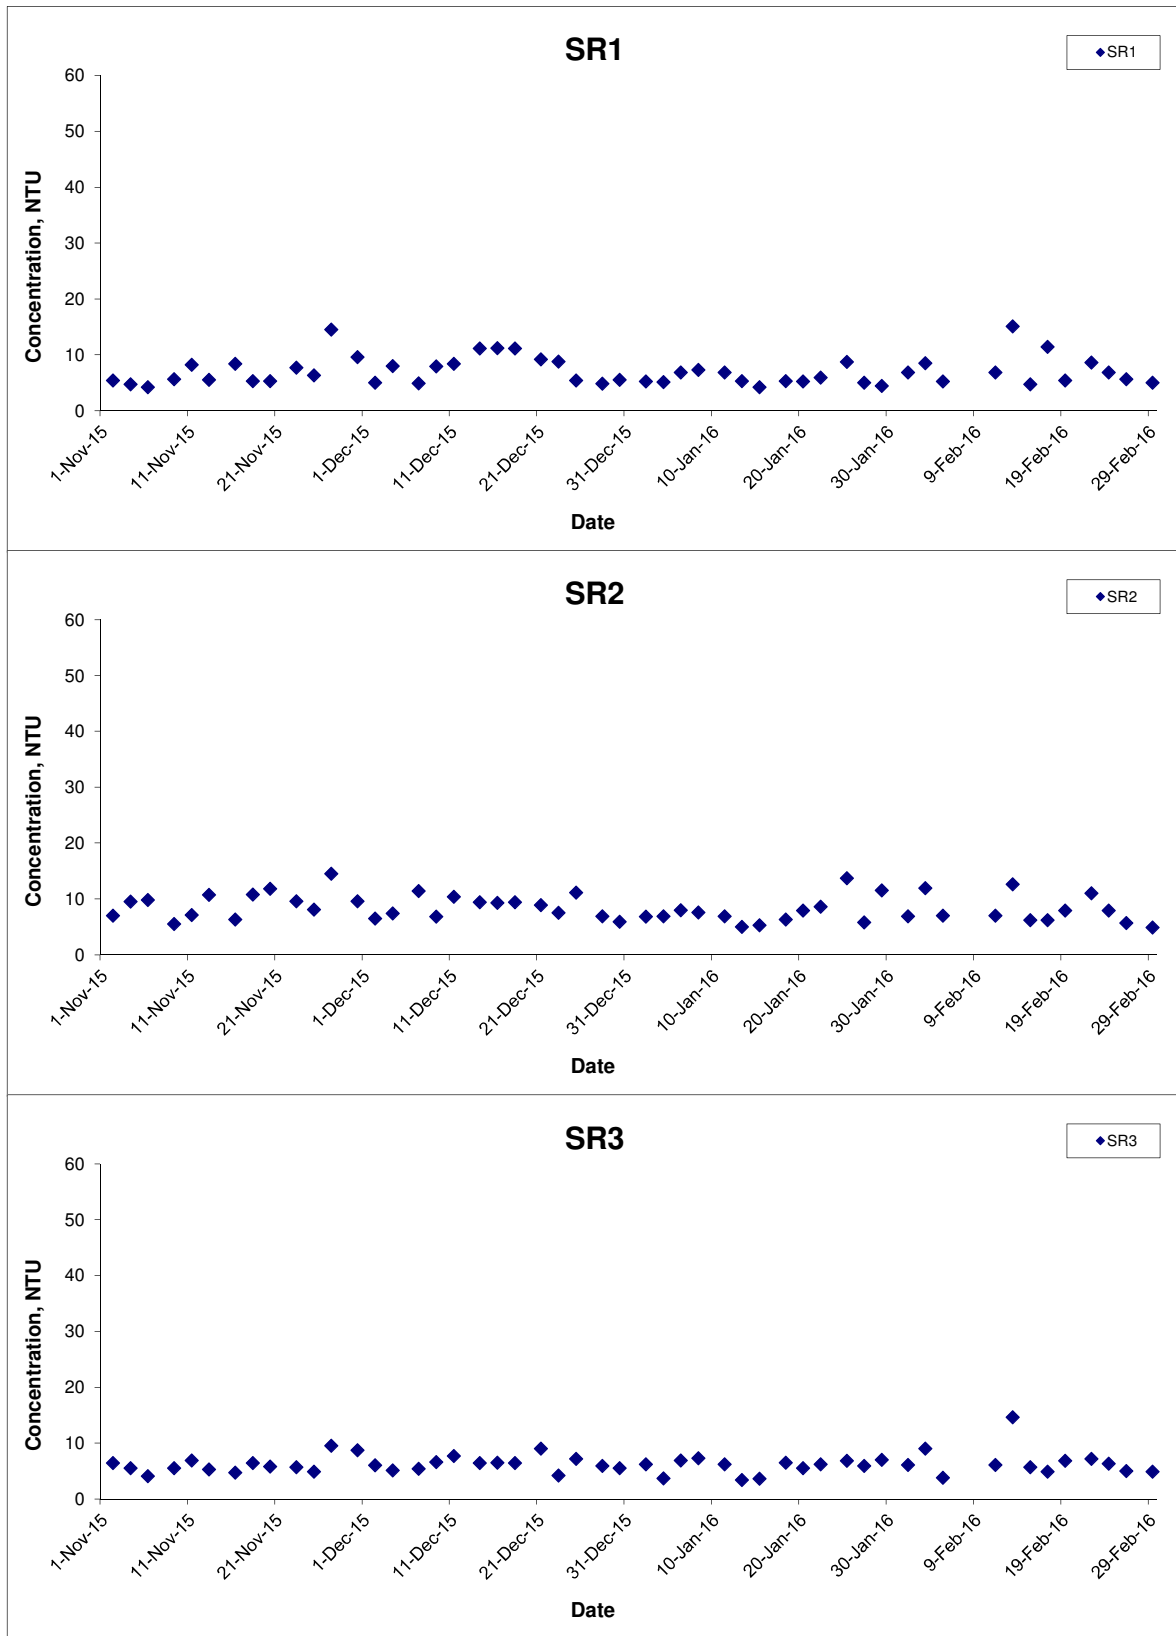 SR1
SR1
60
50
40
30
20
10
0
Concentration, NTU
1-Nov-15
11-Nov-15
21-Nov-15
1-Dec-15
11-Dec-15
21-Dec-15
31-Dec-15
10-Jan-16
20-Jan-16
30-Jan-16
9-Feb-16
19-Feb-16
29-Feb-16
Date
SR2
SR2
60
50
40
30
20
10
0
Concentration, NTU
1-Nov-15
11-Nov-15
21-Nov-15
1-Dec-15
11-Dec-15
21-Dec-15
31-Dec-15
10-Jan-16
20-Jan-16
30-Jan-16
9-Feb-16
19-Feb-16
29-Feb-16
Date
SR3
SR3
60
50
40
30
20
10
0
Concentration, NTU
1-Nov-15
11-Nov-15
21-Nov-15
1-Dec-15
11-Dec-15
21-Dec-15
31-Dec-15
10-Jan-16
20-Jan-16
30-Jan-16
9-Feb-16
19-Feb-16
29-Feb-16
Date